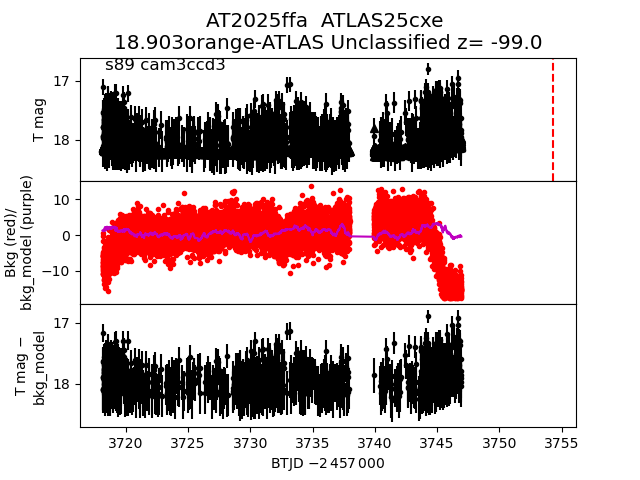 AT2025ffa  ATLAS25cxe
18.903orange-ATLAS Unclassified z= -99.0
s89 cam3ccd3
T mag
17
18
Bkg (red)/
bkg_model (purple)
10
0
−10
T mag −
bkg_model
17
18
3720 3725 3730 3735 3740 3745 3750 3755
BTJD −2 457 000